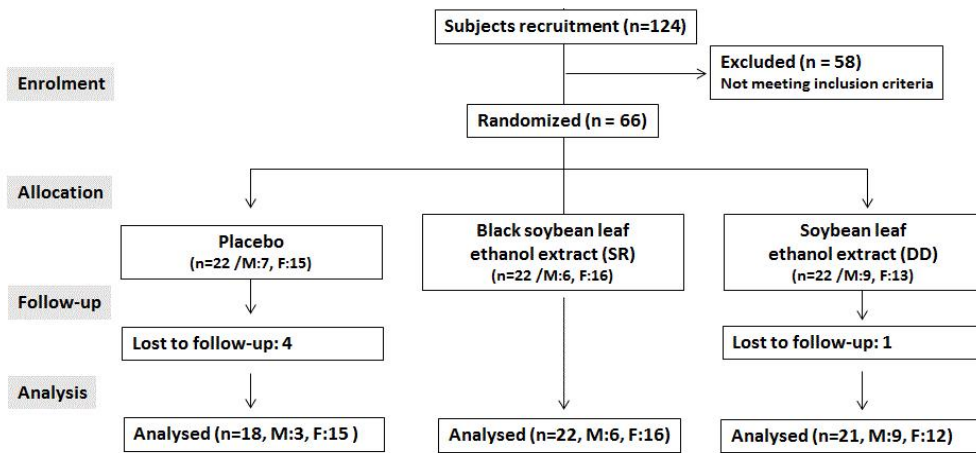 Subjects recruitment (n=124)
Enrolment
Excluded (n = 58)
Not meeting inclusion criteria
Randomized (n = 66)
Allocation
Placebo
(n=22 /M:7, F:15)
Black soybean leaf
ethanol extract (SR)
(n=22 /M:6, F:16)
Soybean leaf
ethanol extract (DD)
(n=22 /M:9, F:13)
Follow-up
Lost to follow-up: 4
Lost to follow-up: 1
Analysis
Analysed (n=18, M:3, F:15 )
Analysed (n=22, M:6, F:16)
Analysed (n=21, M:9, F:12)